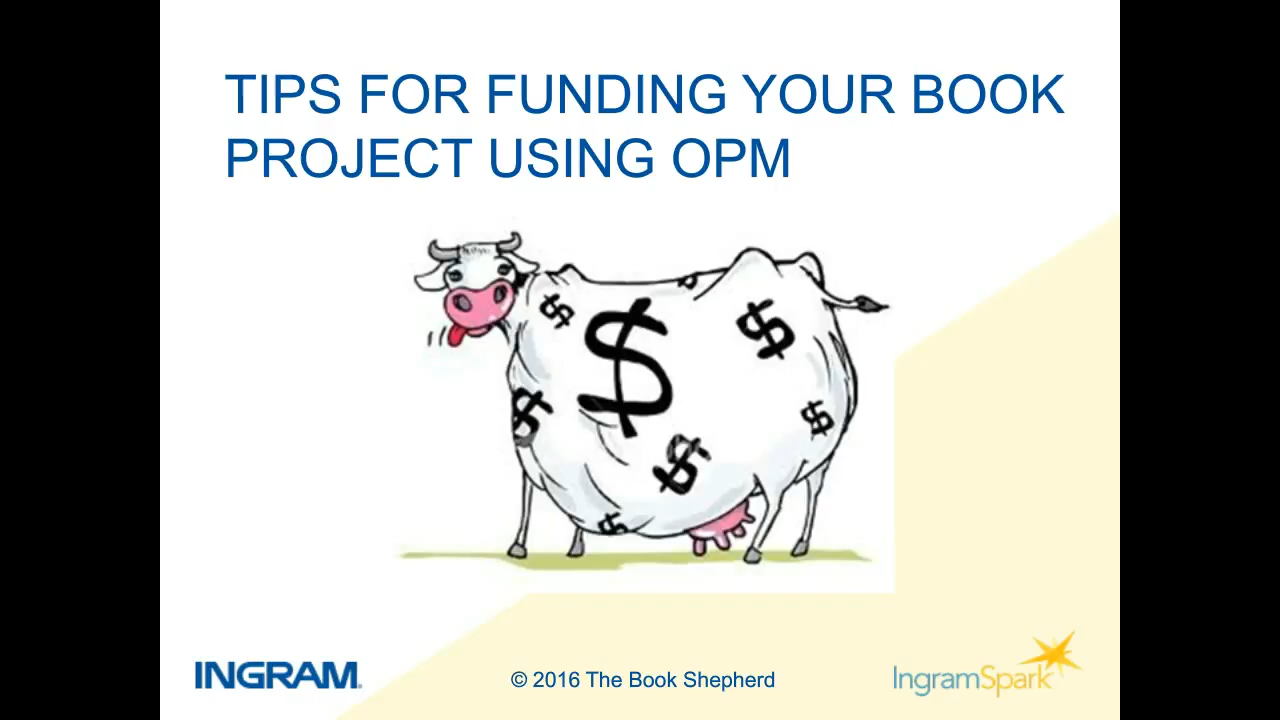 TIPS FOR FUNDING YOUR BOOK
PROJECT USING OPM
$
$
$
$
$
$
$
INGRAM
© 2016 The Book Shepherd
IngramSpark